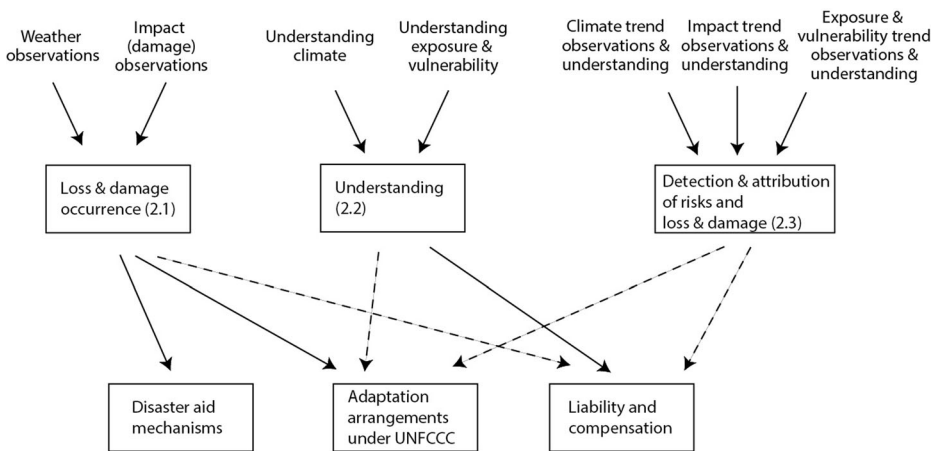 Weather
observations
Impact
(damage)
observations
Understanding
climate
Understanding
exposure &
vulnerability
Climate trend
observations &
understanding
Impact trend
observations &
understanding
Exposure &
vulnerability trend
observations &
understanding
Loss & damage
occurrence (2.1)
Understanding
(2.2)
Detection & attribution
of risks and
loss & damage (2.3)
Disaster aid
mechanisms
Adaptation
arrangements
under UNFCCC
Liability and
compensation